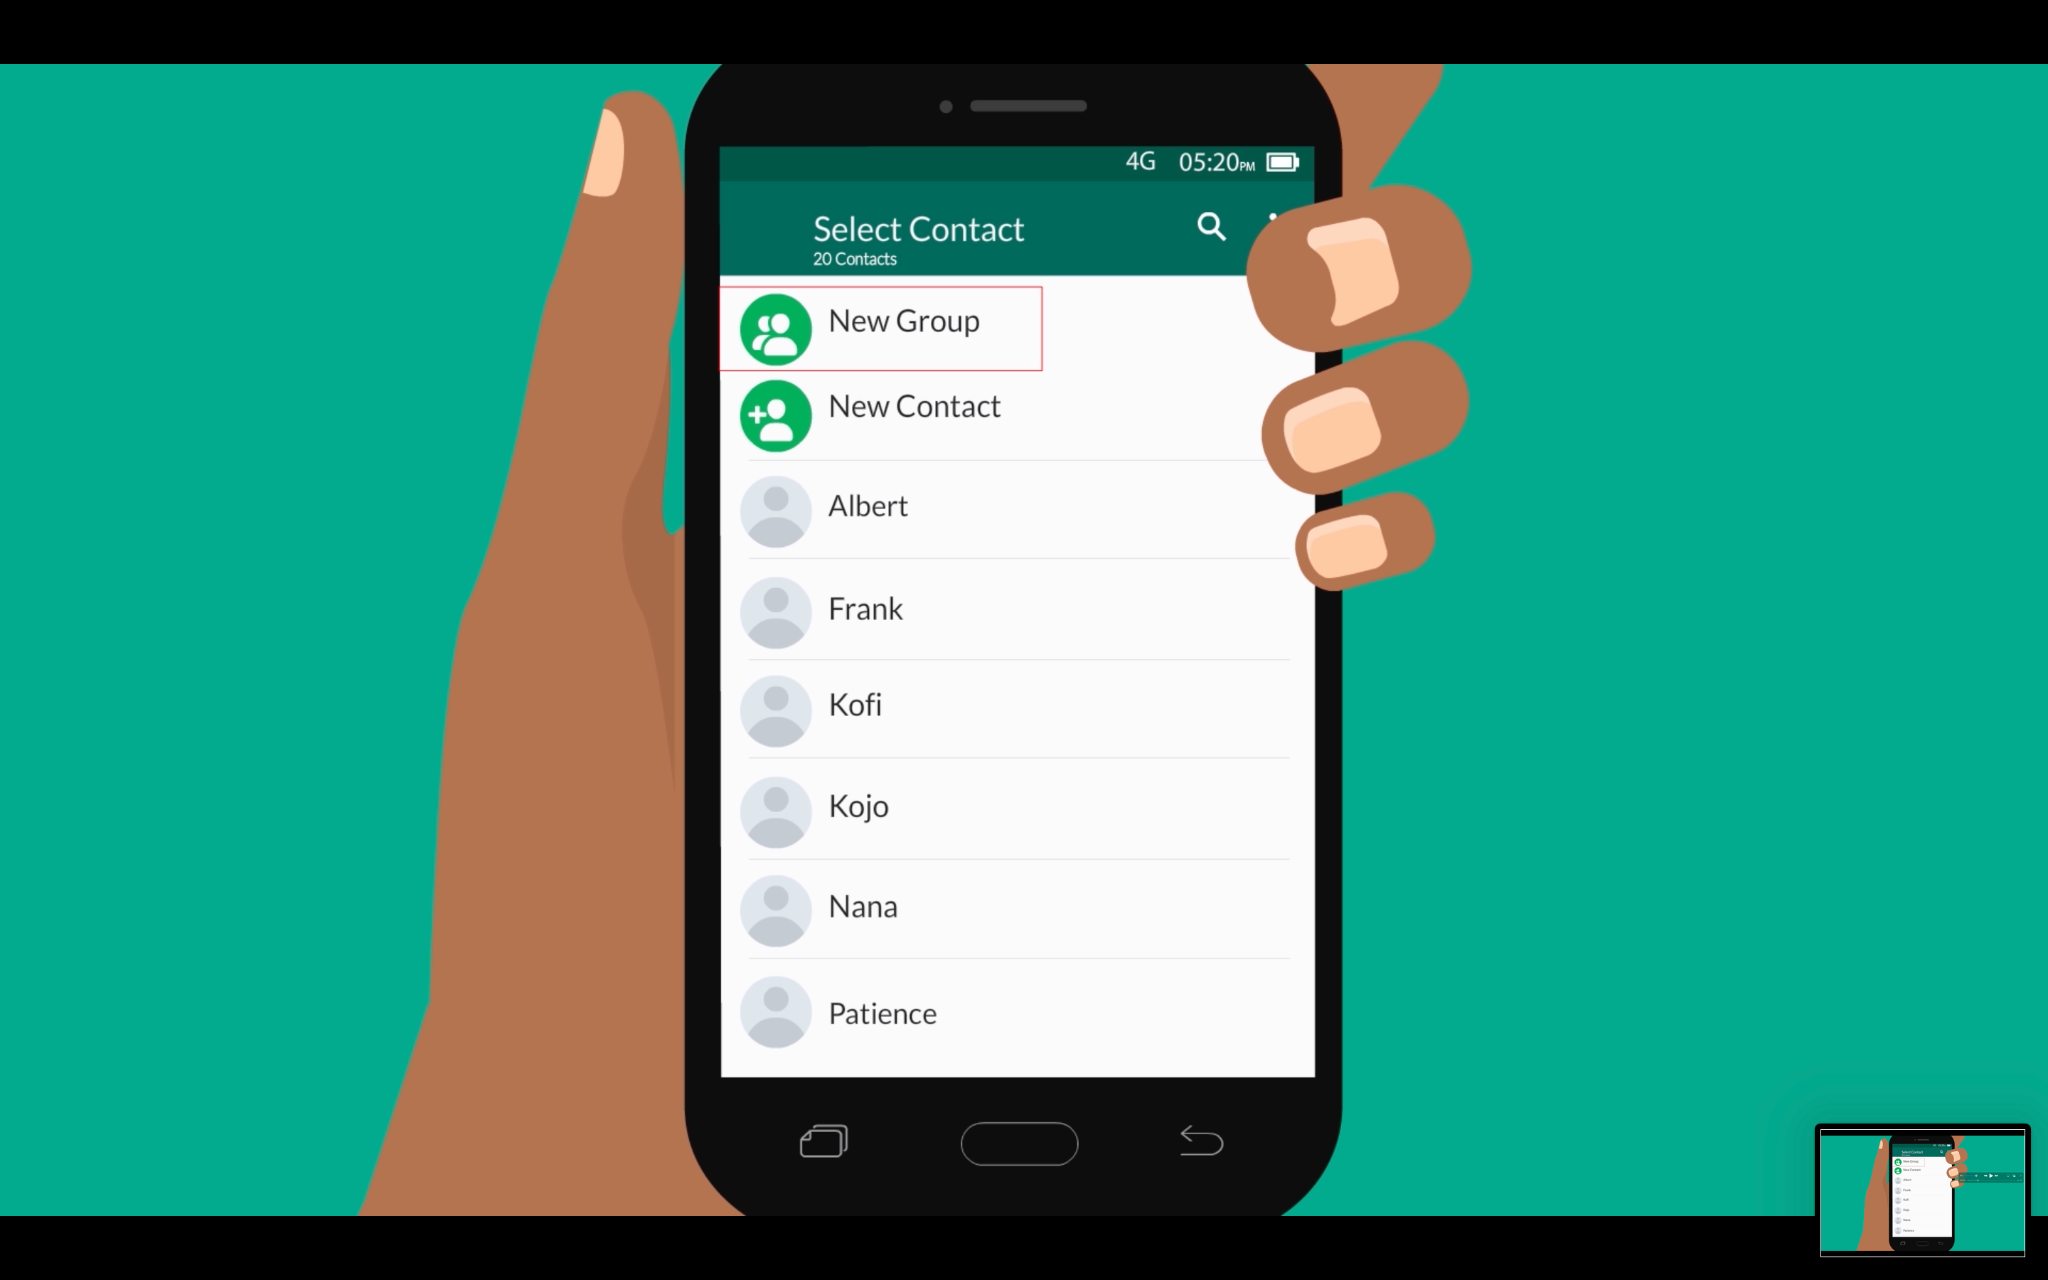 4G 05:20PM
Select Contact
20 Contacts
New Group
New Contact
Albert
Frank
Kofi
Kojo
Nana
Patience